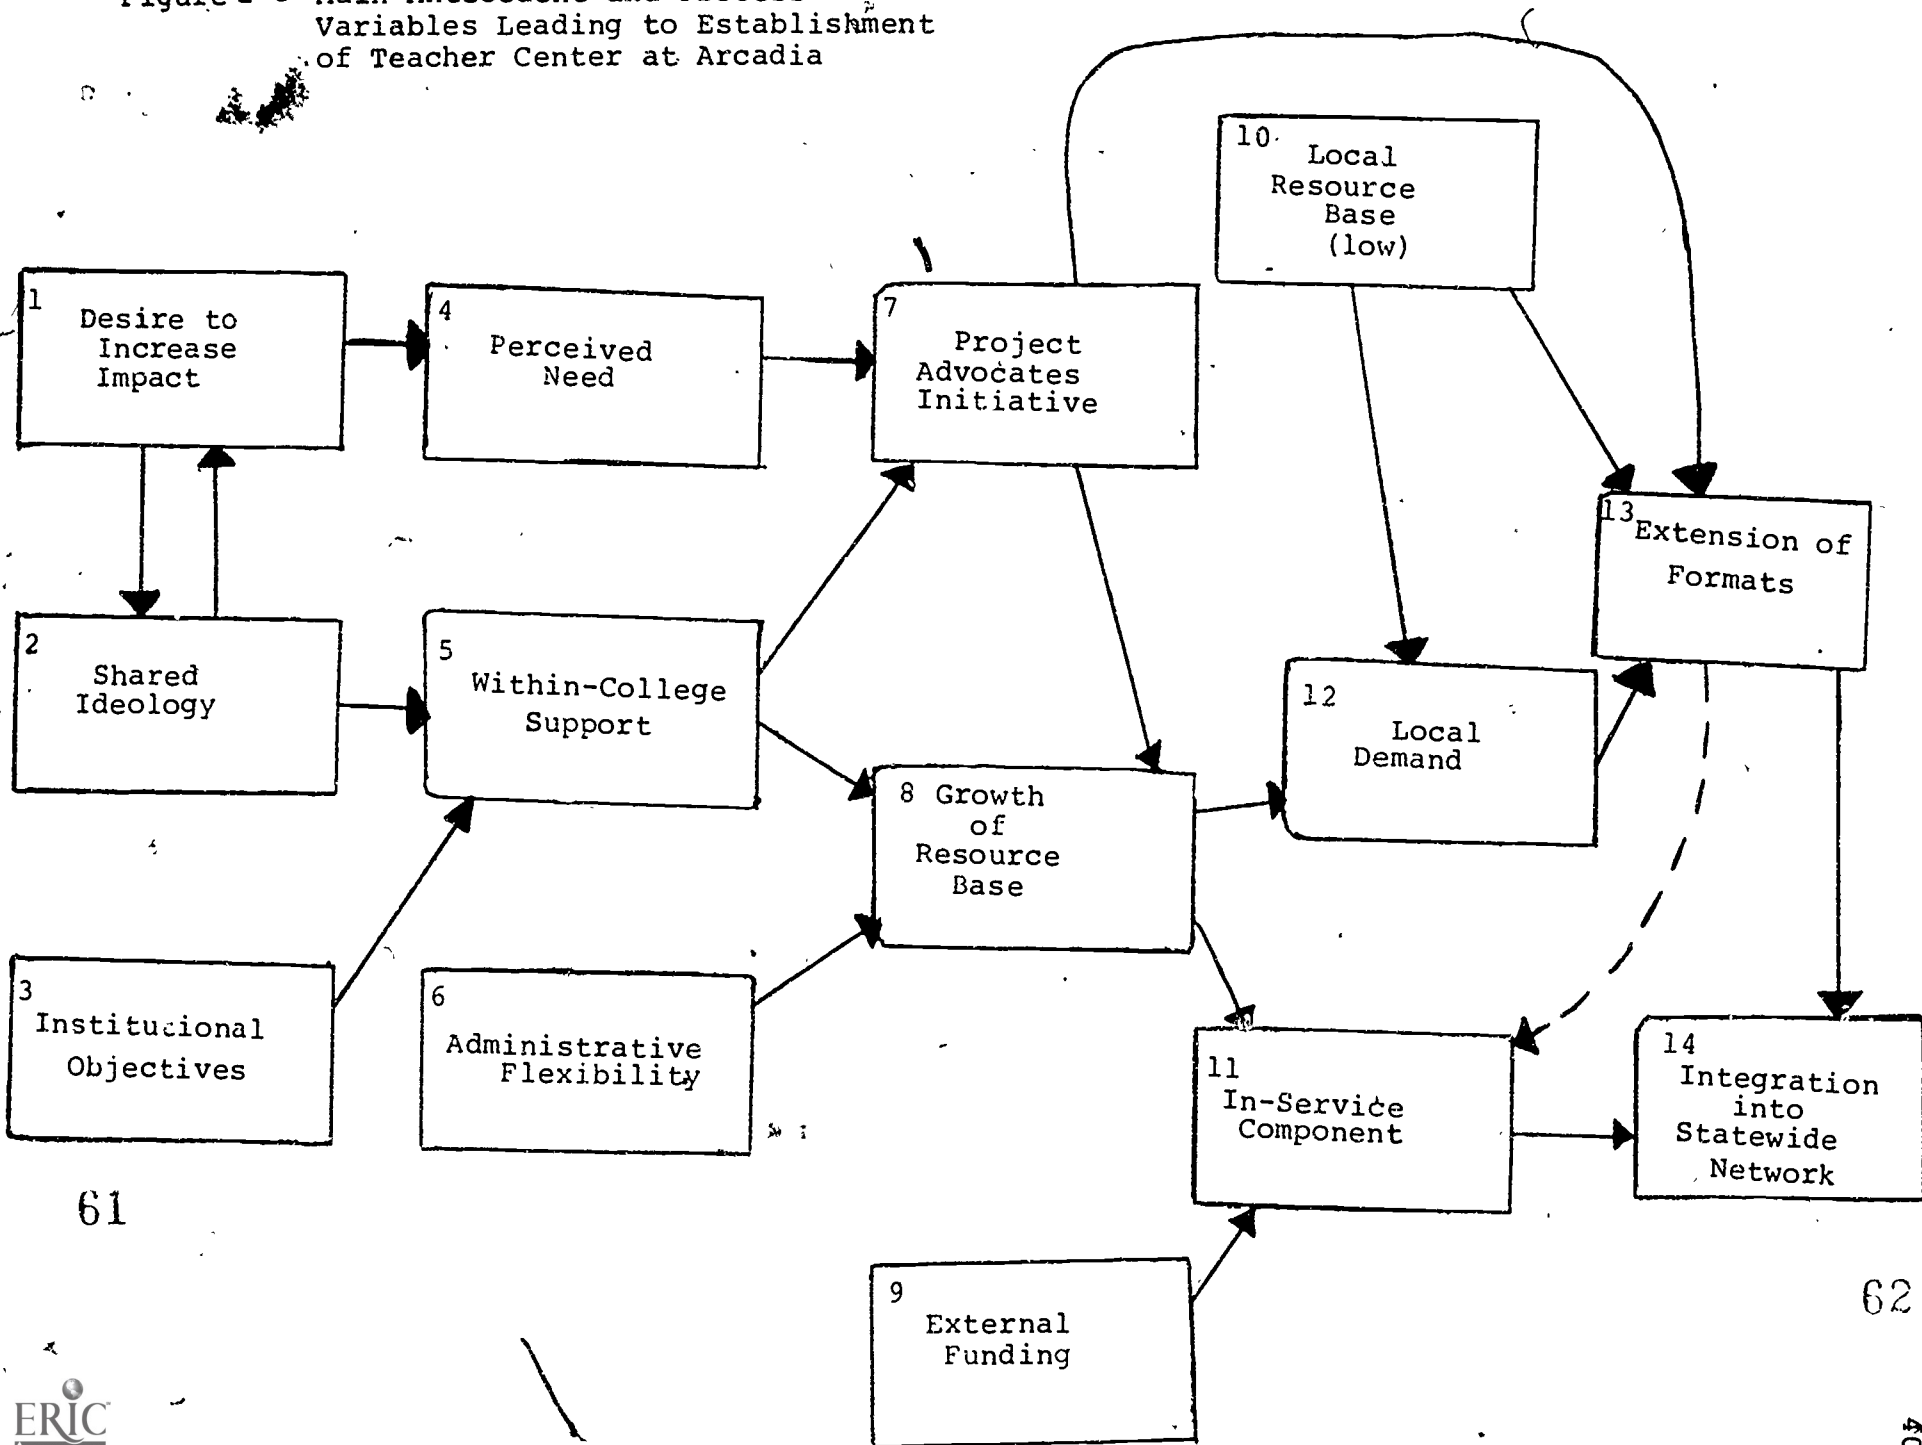 Variables Leading to Establishment
of Teacher Center at Arcadia
10
Local
Resource
Base
(low)
1
Desire to
Increase
Impact
4
Perceived
Need
7
Project
Advocates
Initiative
13
Extension of
Formats
2
Shared
Ideology
5
Within-College
Support
12
Local
Demand
8 Growth
of
Resource
Base
3
Institucional
Objectives
6
Administrative
Flexibility
11
In-Service
Component
14
Integration
into
Statewide
Network
61
9
External
Funding
62
ERIC